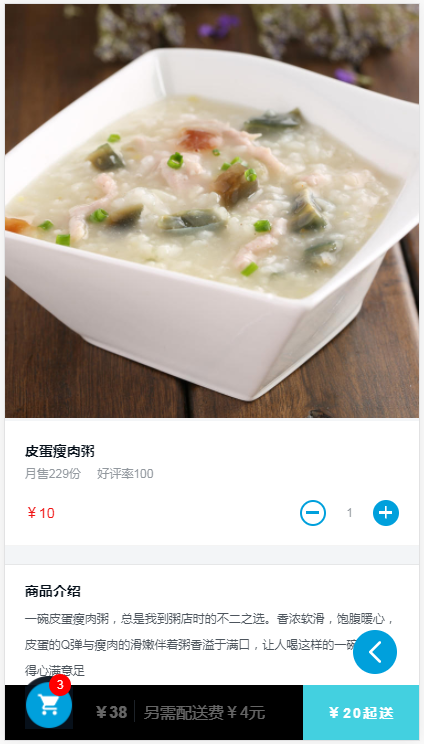 皮蛋瘦肉粥
月售229份 好评率100
￥10
1
商品介绍
一碗皮蛋瘦肉粥，总是我到粥店时的不二之选。香浓软滑，饱腹暖心，
皮蛋的Q弹与瘦肉的滑嫩伴着粥香溢于满口，让人喝这样的一碗
得心满意足
3
￥38 另需配送费￥4元
￥20起送